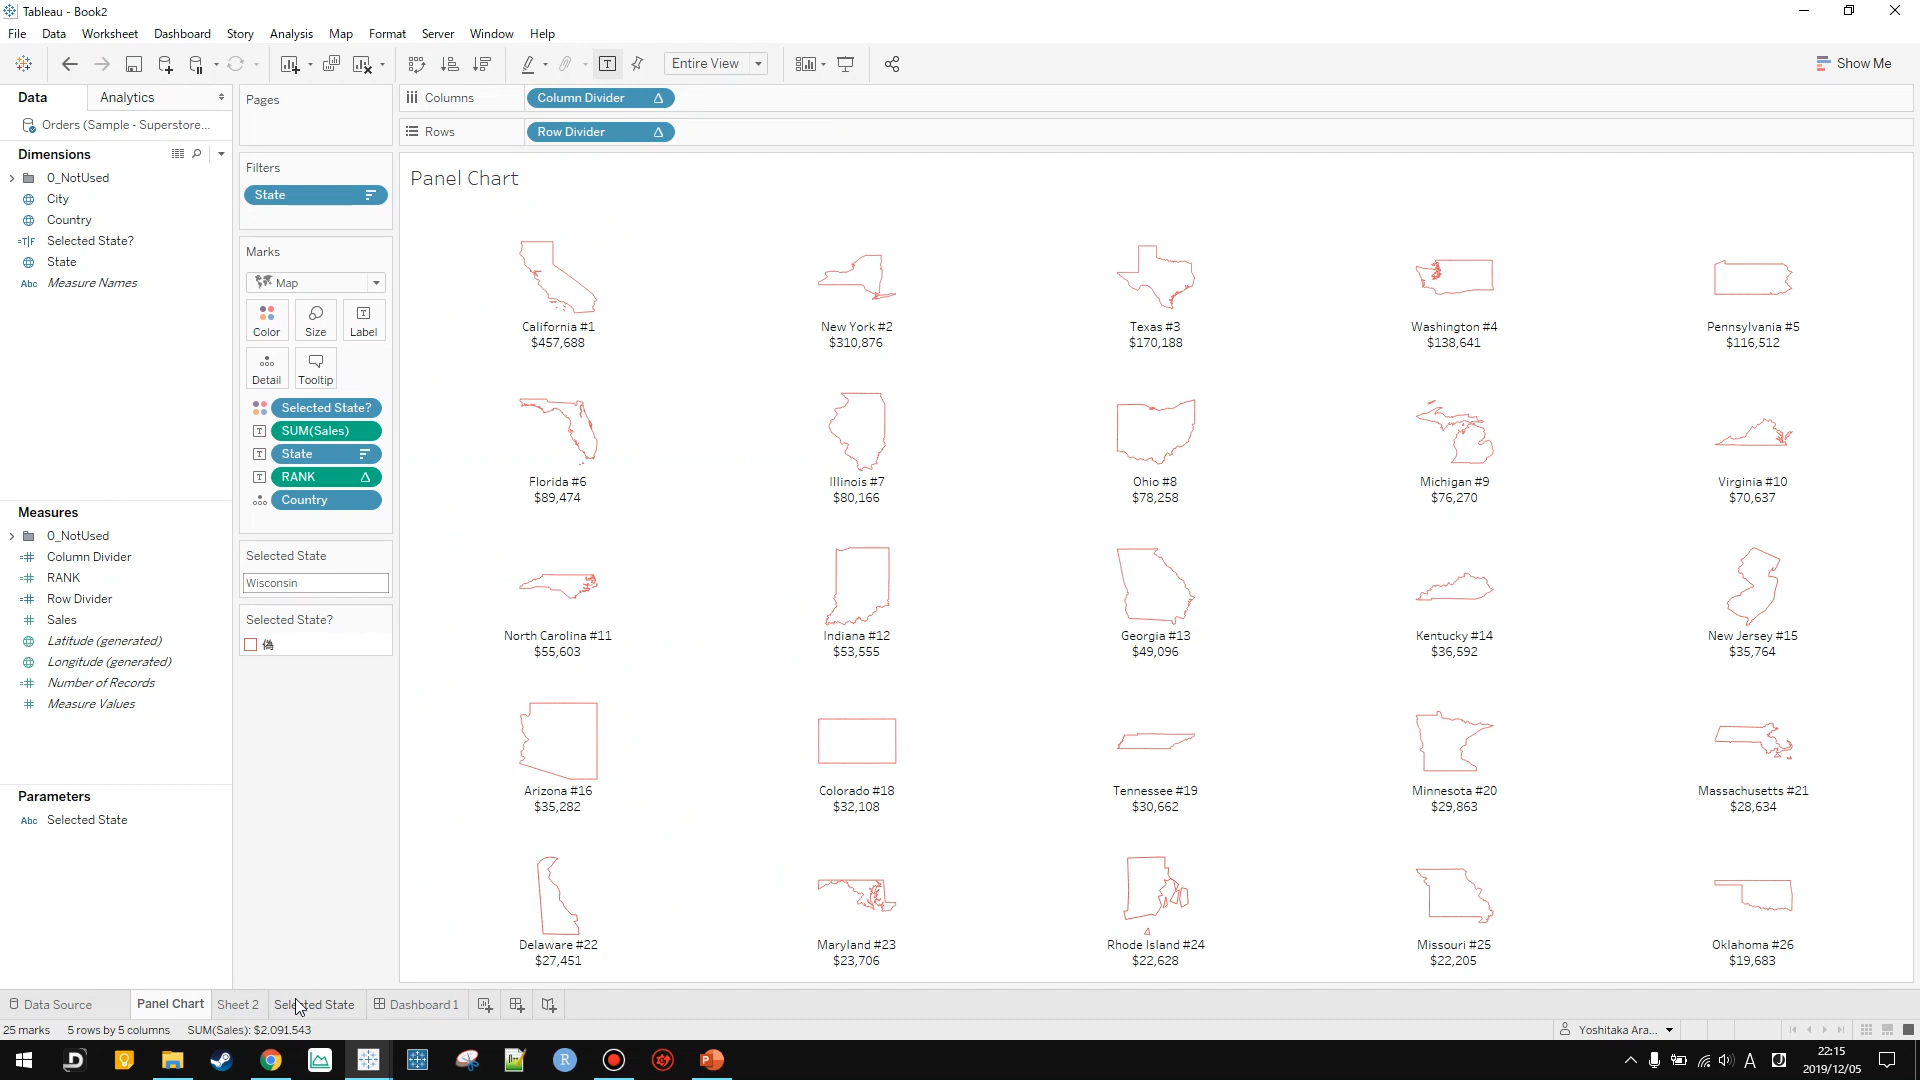 Tableau - Book2
File Data Worksheet Dashboard Story Analysis Map Format Server Window Help
Entire View
Show Me
Data Analytics
Orders (Sample - Superstore...
Dimensions
0_NotUsed
City
Country
=T|F Selected State?
State
Abc Measure Names
Measures
0_NotUsed
=# Column Divider
=# RANK
=# Row Divider
# Sales
Latitude (generated)
Longitude (generated)
=# Number of Records
# Measure Values
Parameters
Abc Selected State
Pages
Filters
State
Marks
Map
Color Size Label
Detail Tooltip
Selected State?
SUM(Sales)
State
RANK
Country
Selected State
Wisconsin
Selected State?
偽
Columns Column Divider
Rows Row Divider
Panel Chart
California #1
$457,688
New York #2
$310,876
Texas #3
$170,188
Washington #4
$138,641
Pennsylvania #5
$116,512
Florida #6
$89,474
Illinois #7
$80,166
Ohio #8
$78,258
Michigan #9
$76,270
Virginia #10
$70,637
North Carolina #11
$55,603
Indiana #12
$53,555
Georgia #13
$49,096
Kentucky #14
$36,592
New Jersey #15
$35,764
Arizona #16
$35,282
Colorado #18
$32,108
Tennessee #19
$30,662
Minnesota #20
$29,863
Massachusetts #21
$28,634
Delaware #22
$27,451
Maryland #23
$23,706
Rhode Island #24
$22,628
Missouri #25
$22,205
Oklahoma #26
$19,683
Data Source Panel Chart Sheet 2 Selected State Dashboard 1
25 marks 5 rows by 5 columns SUM(Sales): $2,091,543
Yoshitaka Ara...
A
22:15
2019/12/05